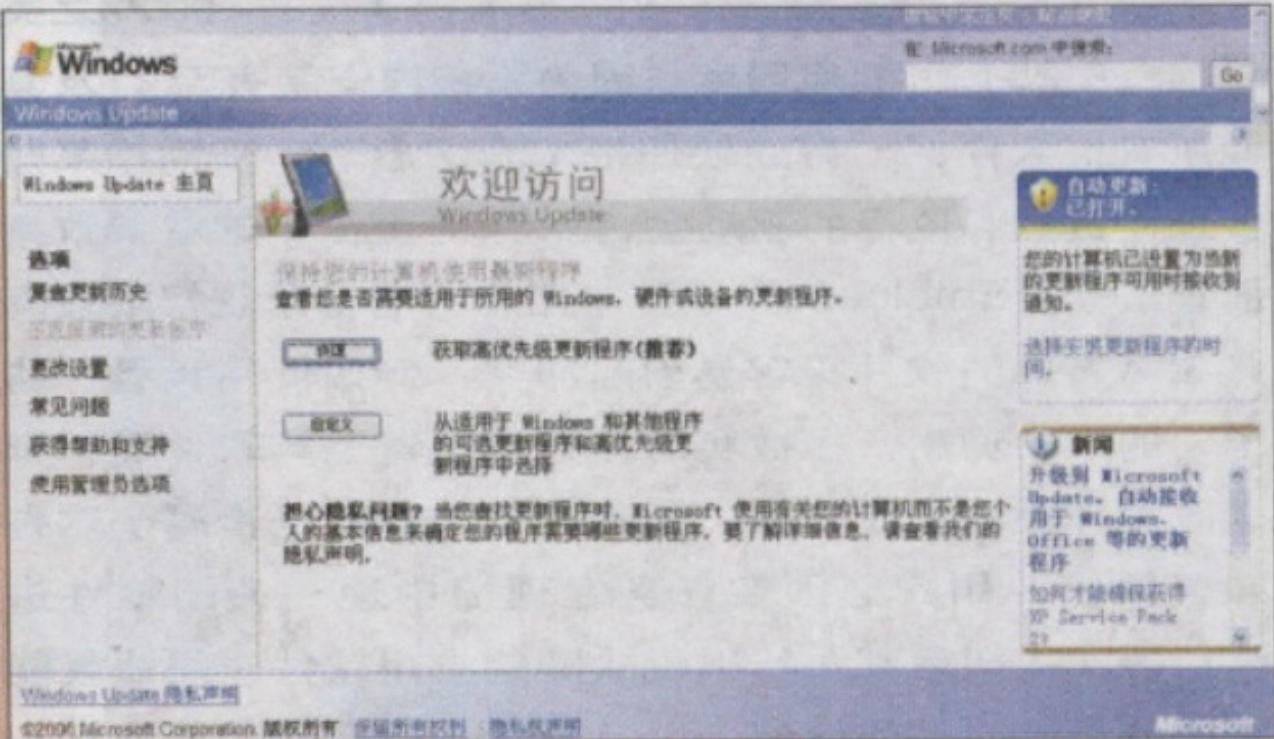 Microsoft
Windows
在 Microsoft.com 中搜索:
Go
Windows Update
Windows Update 主页
选项
复查更新历史
更改设置
常见问题
获得帮助和支持
使用管理员选项
欢迎访问
Windows Update
保持您的计算机使用最新程序
查看您是否需要适用于所用的 Windows、硬件或设备的更新程序。
快速
获取高优先级更新程序(推荐)
自定义
从适用于 Windows 和其他程序
的可选更新程序和高优先级更
新程序中选择
担心隐私问题? 当您查找更新程序时, Microsoft 使用有关您的计算机而不是您个
人的基本信息来确定您的程序需要哪些更新程序. 要了解详细信息, 请查看我们的
隐私声明.
自动更新:
已打开.
您的计算机已设置为当新
的更新程序可用时接收到
通知。
选择安装更新程序的时
间.
新闻
升级到 Microsoft
Update。自动接收
用于 Windows、
Office 等的更新
程序
如何才能确保获得
XP Service Pack
2?
Windows Update 隐私声明
©2006 Microsoft Corporation. 版权所有 保留所有权利 隐私权声明
Microsoft